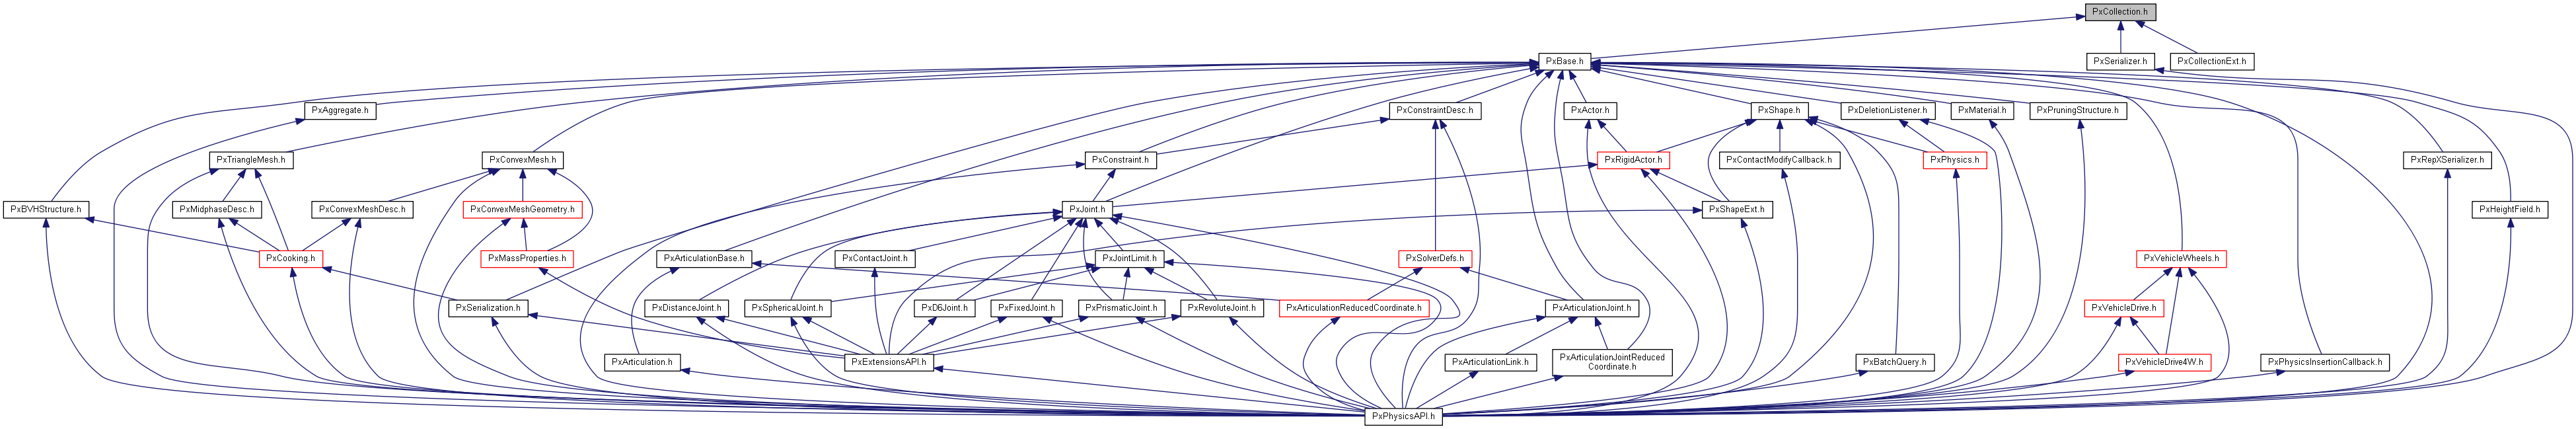 PxCollection.h
PxBase.h
PxSerializer.h
PxCollectionExt.h
PxAggregate.h
PxConstraintDesc.h
PxActor.h
PxShape.h
PxDeletionListener.h
PxMaterial.h
PxPruningStructure.h
PxTriangleMesh.h
PxConvexMesh.h
PxConstraint.h
PxRigidActor.h
PxContactModifyCallback.h
PxPhysics.h
PxRepXSerializer.h
PxBVHStructure.h
PxMidphaseDesc.h
PxConvexMeshDesc.h
PxConvexMeshGeometry.h
PxJoint.h
PxShapeExt.h
PxHeightField.h
PxCooking.h
PxMassProperties.h
PxArticulationBase.h
PxContactJoint.h
PxJointLimit.h
PxSolverDefs.h
PxVehicleWheels.h
PxSerialization.h
PxDistanceJoint.h
PxSphericalJoint.h
PxD6Joint.h
PxFixedJoint.h
PxPrismaticJoint.h
PxRevoluteJoint.h
PxArticulationReducedCoordinate.h
PxArticulationJoint.h
PxVehicleDrive.h
PxArticulation.h
PxExtensionsAPI.h
PxArticulationLink.h
PxArticulationJointReduced
Coordinate.h
PxBatchQuery.h
PxVehicleDrive4W.h
PxPhysicsInsertionCallback.h
PxPhysicsAPI.h